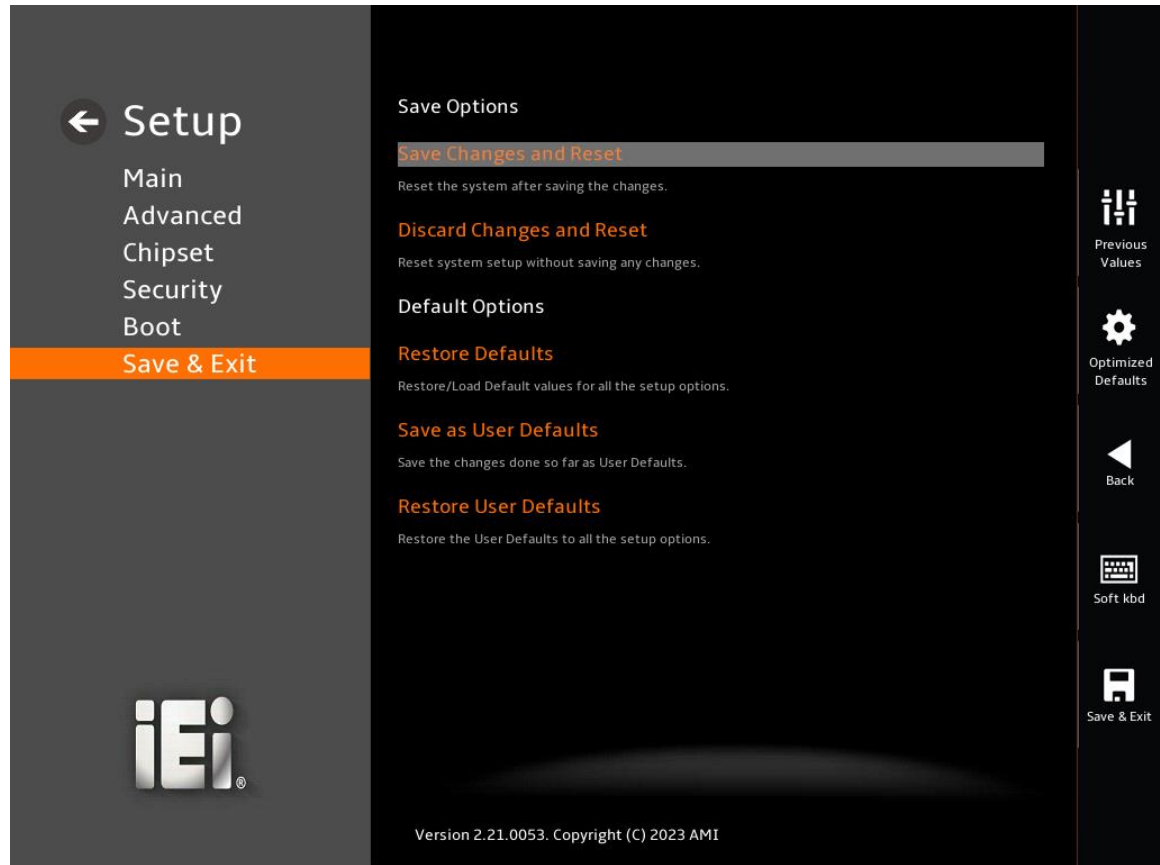 Setup
Main
Advanced
Chipset
Security
Boot
Save & Exit
iEi®
Save Options
Save Changes and Reset
Reset the system after saving the changes.
Discard Changes and Reset
Reset system setup without saving any changes.
Default Options
Restore Defaults
Restore/Load Default values for all the setup options.
Save as User Defaults
Save the changes done so far as User Defaults.
Restore User Defaults
Restore the User Defaults to all the setup options.
Version 2.21.0053. Copyright (C) 2023 AMI
Previous
Values
Optimized
Defaults
Back
Soft kbd
Save & Exit